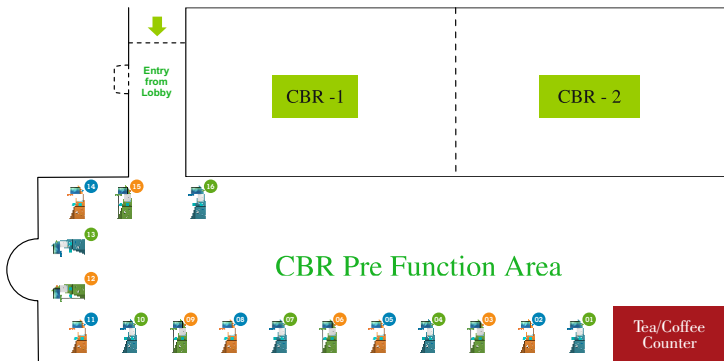 Entry
from
Lobby
CBR -1
CBR - 2
14
15
16
13
CBR Pre Function Area
12
11
10
09
08
07
06
05
04
03
02
01
Tea/Coffee
Counter